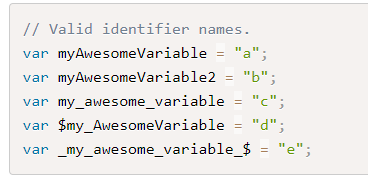 // Valid identifier names.
var myAwesomeVariable = "a";
var myAwesomeVariable2 = "b";
var my_awesome_variable = "c";
var $my_AwesomeVariable = "d";
var _my_awesome_variable_$ = "e";